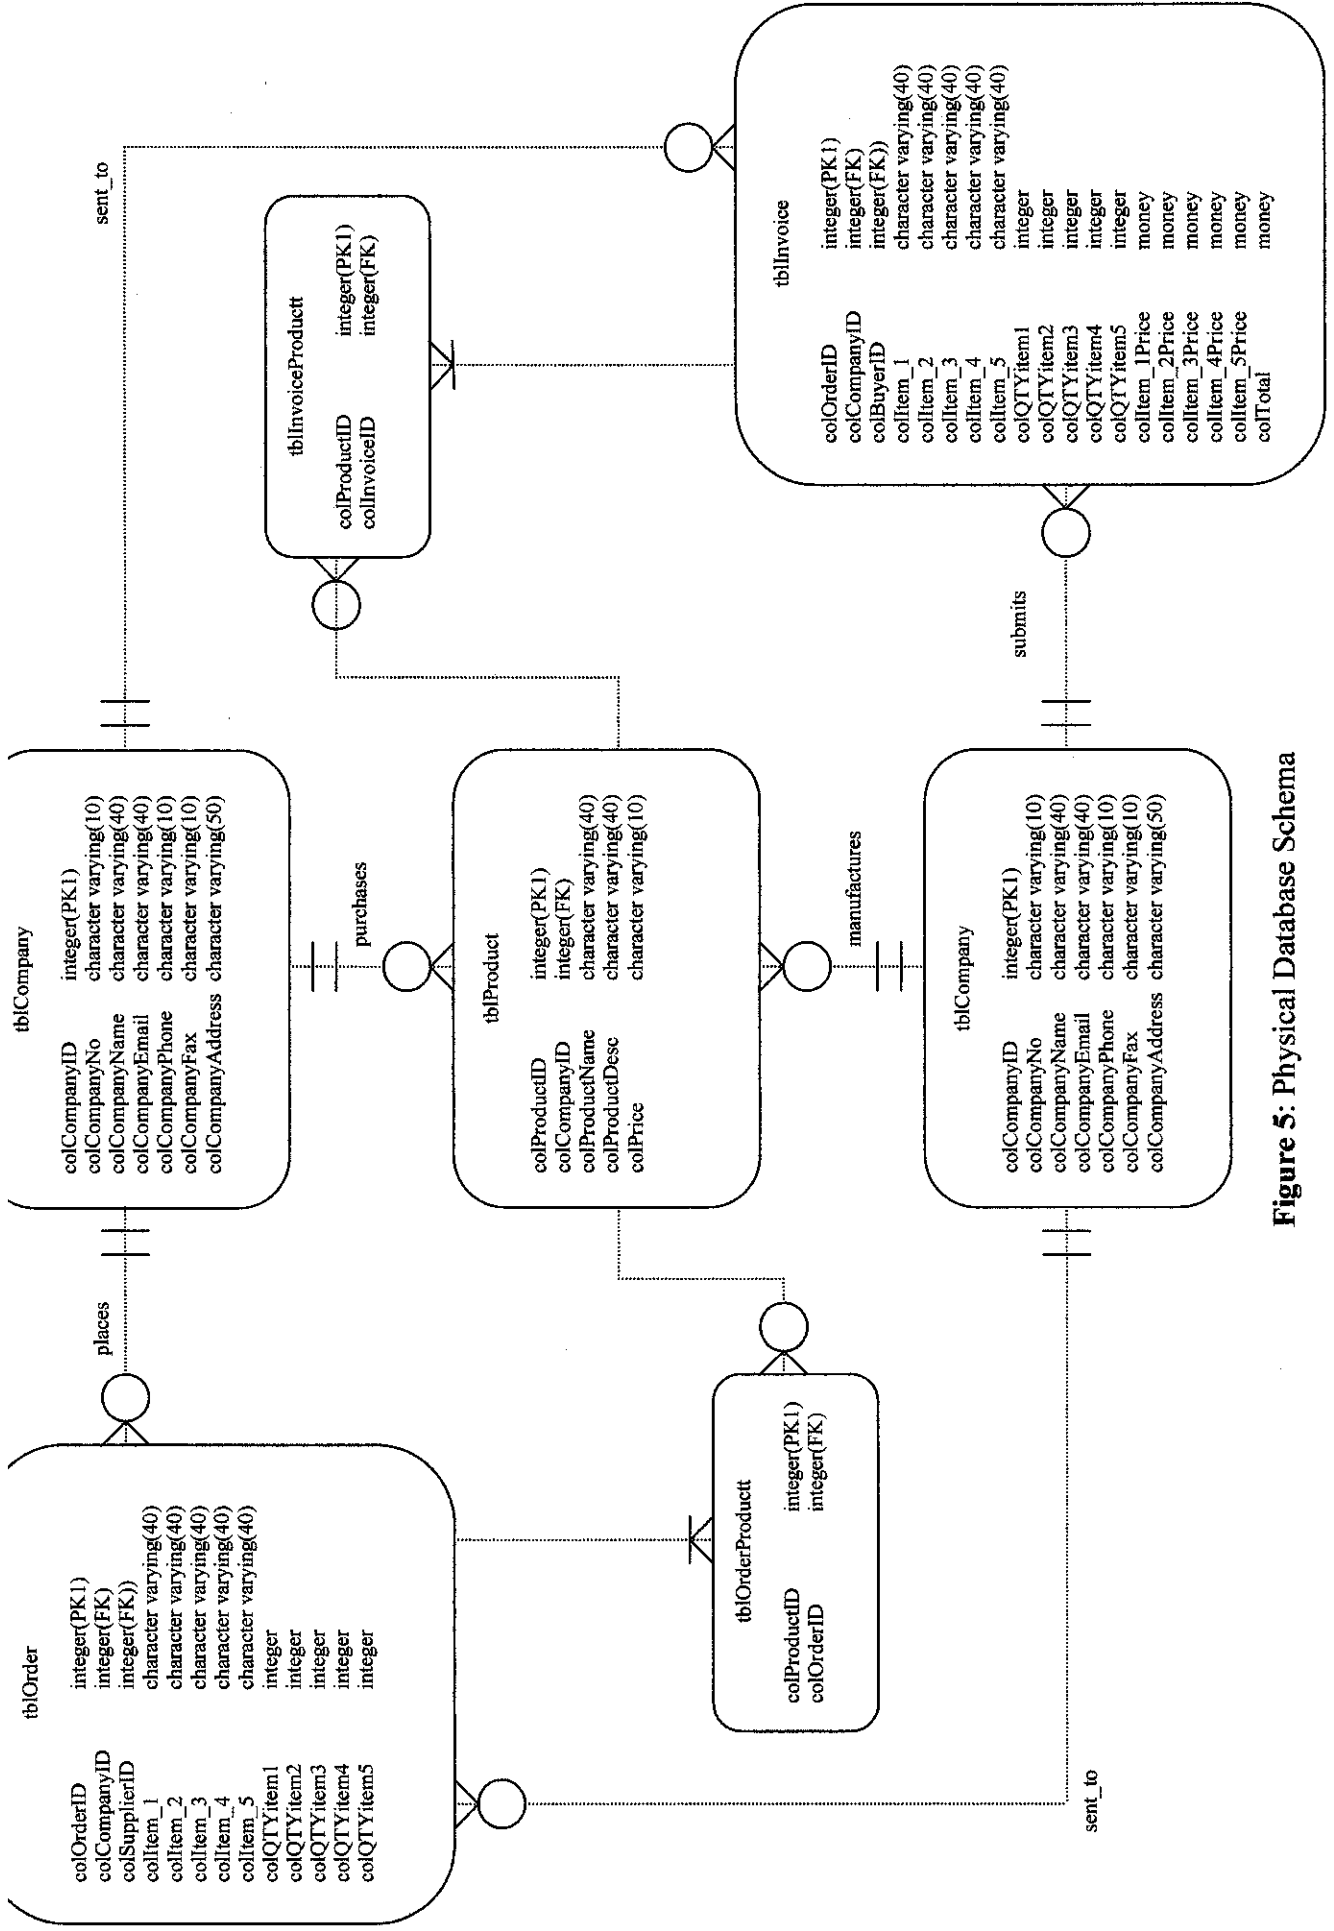 tblOrder
colOrderID integer(PK1)
colCompanyID integer(FK)
colSupplierID integer(FK))
colItem_1 character varying(40)
colItem_2 character varying(40)
colItem_3 character varying(40)
colItem_4 character varying(40)
colItem_5 character varying(40)
colQTYitem1 integer
colQTYitem2 integer
colQTYitem3 integer
colQTYitem4 integer
colQTYitem5 integer
places
tblCompany
colCompanyID integer(PK1)
colCompanyNo character varying(10)
colCompanyName character varying(40)
colCompanyEmail character varying(40)
colCompanyPhone character varying(10)
colCompanyFax character varying(10)
colCompanyAddress character varying(50)
sent_to
purchases
tblInvoiceProductt
colProductID integer(PK1)
colInvoiceID integer(FK)
tblProduct
colProductID integer(PK1)
colCompanyID integer(FK)
colProductName character varying(40)
colProductDesc character varying(40)
colPrice character varying(10)
tblOrderProductt
colProductID integer(PK1)
colOrderID integer(FK)
manufactures
tblInvoice
colOrderID integer(PK1)
colCompanyID integer(FK)
colBuyerID integer(FK))
colItem_1 character varying(40)
colItem_2 character varying(40)
colItem_3 character varying(40)
colItem_4 character varying(40)
colItem_5 character varying(40)
colQTYitem1 integer
colQTYitem2 integer
colQTYitem3 integer
colQTYitem4 integer
colQTYitem5 integer
colItem_1Price money
colItem_2Price money
colItem_3Price money
colItem_4Price money
colItem_5Price money
colTotal money
tblCompany
colCompanyID integer(PK1)
colCompanyNo character varying(10)
colCompanyName character varying(40)
colCompanyEmail character varying(40)
colCompanyPhone character varying(10)
colCompanyFax character varying(10)
colCompanyAddress character varying(50)
submits
sent_to
Figure 5: Physical Database Schema